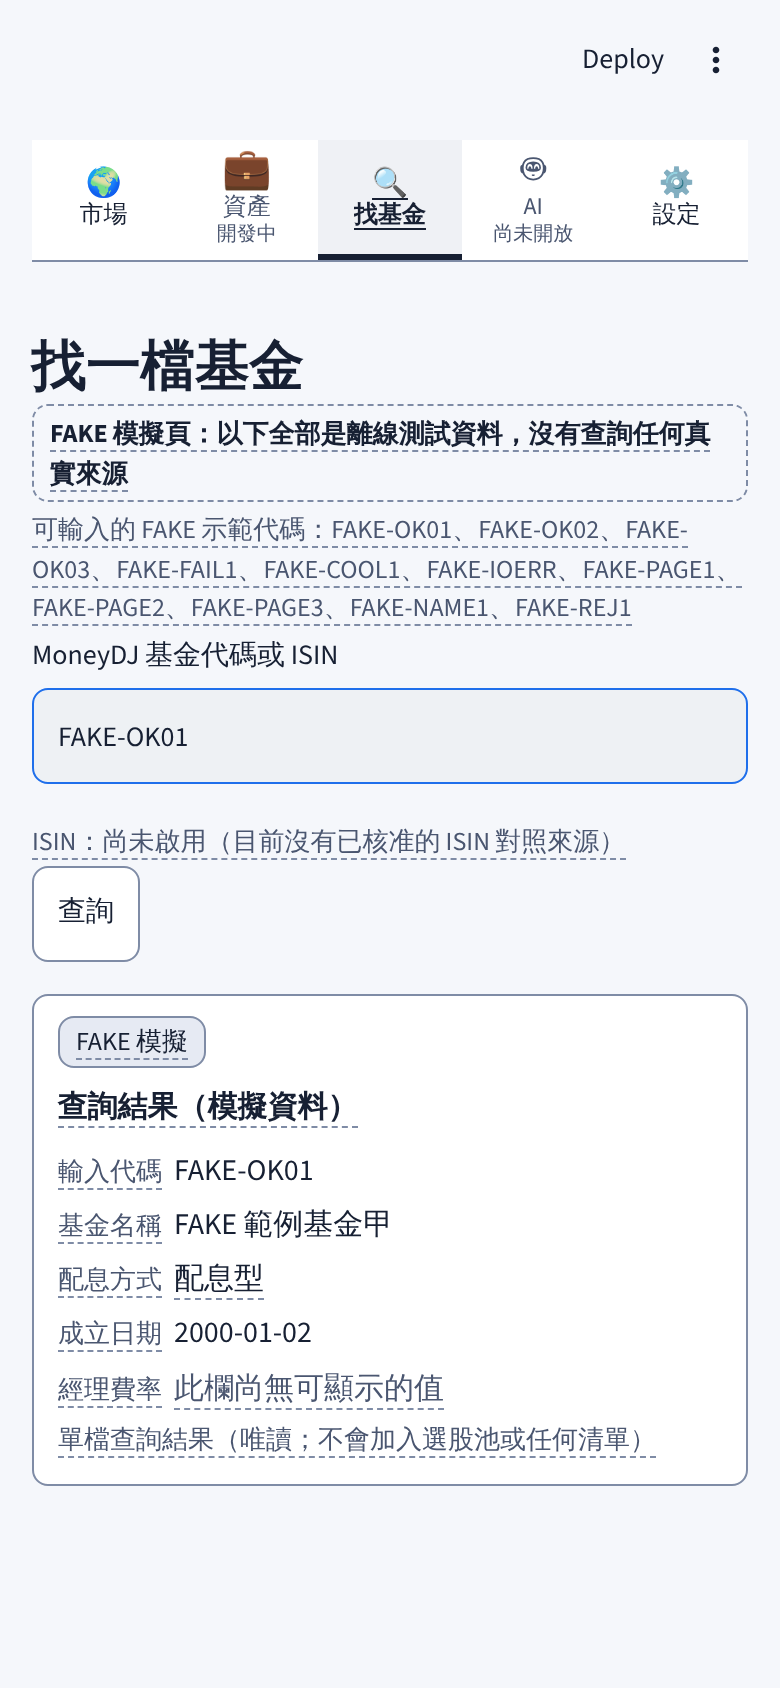 Deploy
市場
資產
開發中
找基金
AI
尚未開放
設定
找一檔基金
FAKE 模擬頁：以下全部是離線測試資料，沒有查詢任何真
實來源
可輸入的 FAKE 示範代碼：FAKE-OK01、FAKE-OK02、FAKE-
OK03、FAKE-FAIL1、FAKE-COOL1、FAKE-IOERR、FAKE-PAGE1、
FAKE-PAGE2、FAKE-PAGE3、FAKE-NAME1、FAKE-REJ1
MoneyDJ 基金代碼或 ISIN
FAKE-OK01
ISIN：尚未啟用（目前沒有已核准的 ISIN 對照來源）
查詢
FAKE 模擬
查詢結果（模擬資料）
輸入代碼 FAKE-OK01
基金名稱 FAKE 範例基金甲
配息方式 配息型
成立日期 2000-01-02
經理費率 此欄尚無可顯示的值
單檔查詢結果（唯讀；不會加入選股池或任何清單）